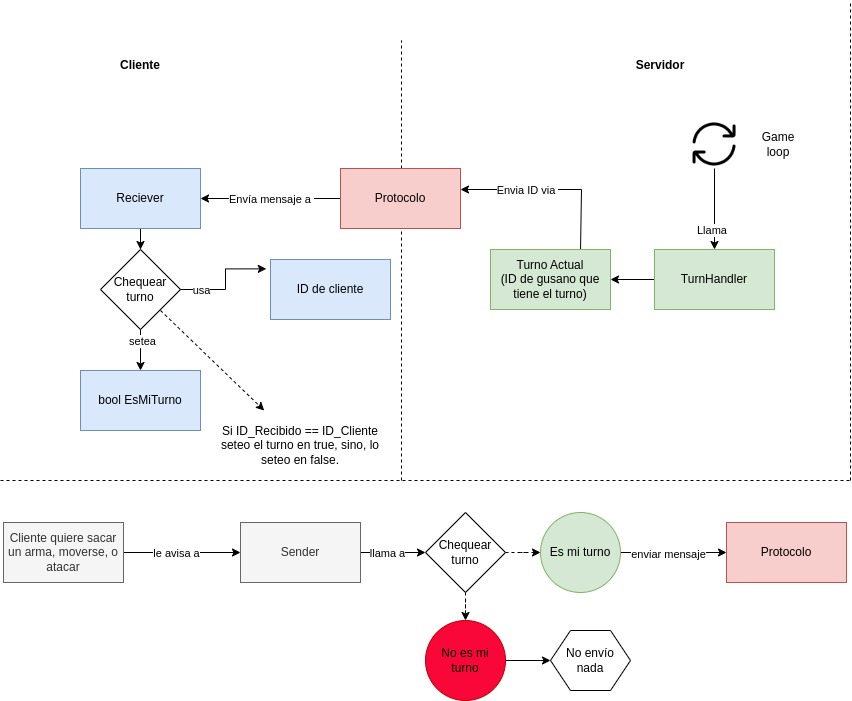 Cliente
Servidor
Game
loop
Llama
Reciever
Envía mensaje a
Protocolo
Envia ID via
Turno Actual
(ID de gusano que
tiene el turno)
TurnHandler
Chequear
turno
usa
ID de cliente
setea
bool EsMiTurno
Si ID_Recibido == ID_Cliente
seteo el turno en true, sino, lo
seteo en false.
Cliente quiere sacar
un arma, moverse, o
atacar
le avisa a
Sender
llama a
Chequear
turno
Es mi turno
enviar mensaje
Protocolo
No es mi
turno
No envío
nada